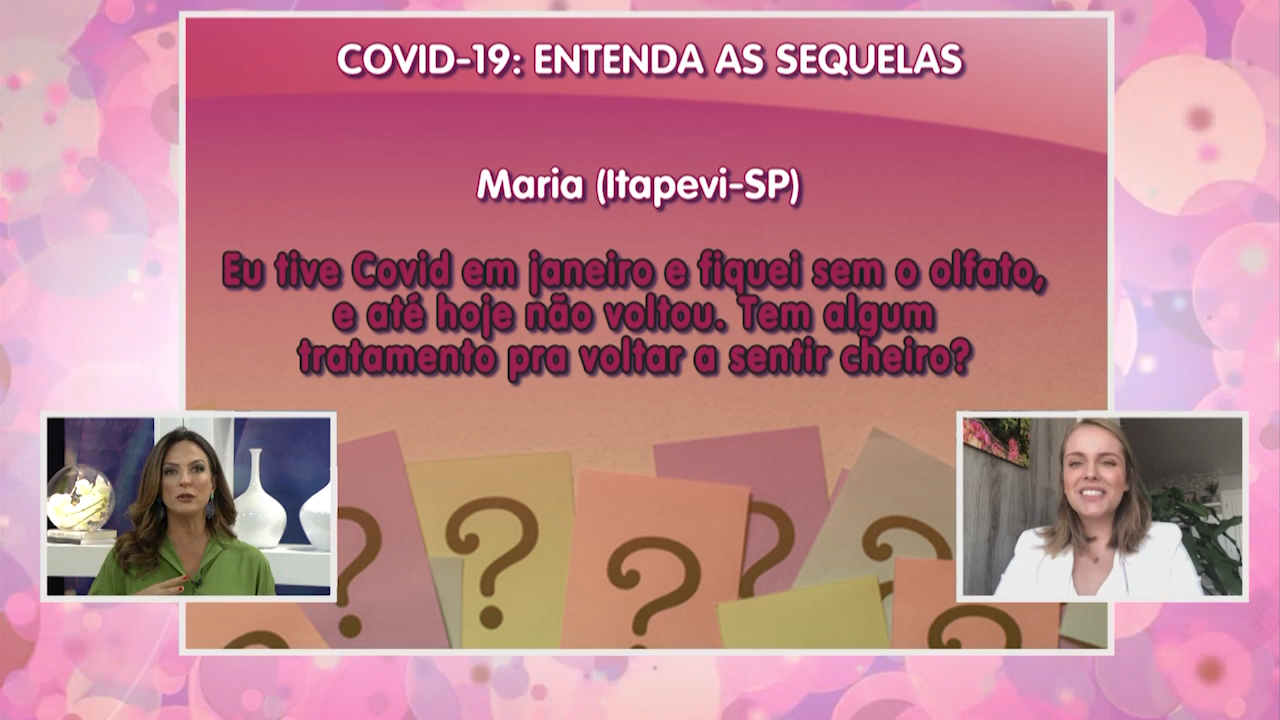 COVID-19: ENTENDA AS SEQUELAS
Maria (Itapevi-SP)
Eu tive Covid em janeiro e fiquei sem o olfato,
e até hoje não voltou. Tem algum
tratamento pra voltar a sentir cheiro?
? ? ? ? ? ? ?